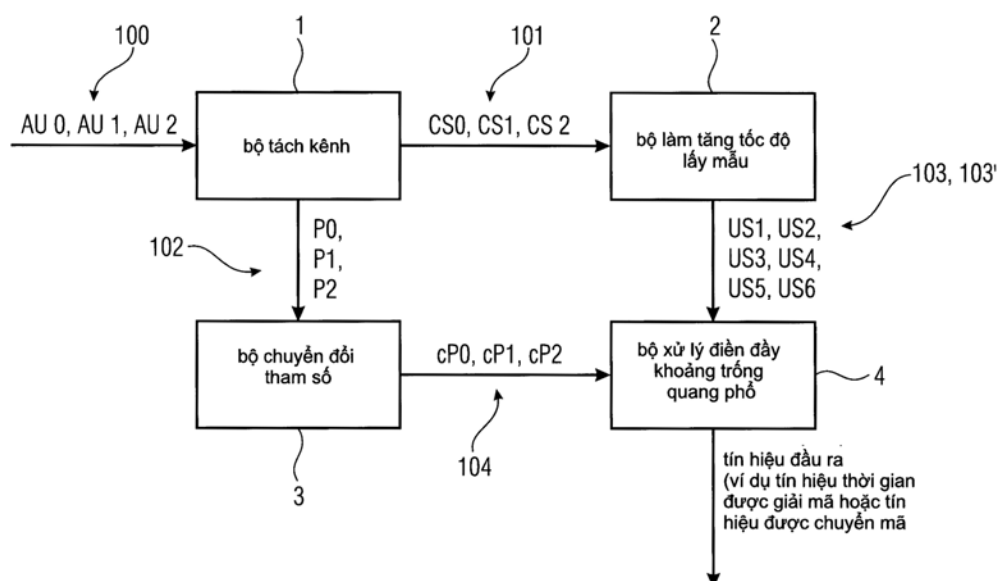 100
1
101
2
AU 0, AU 1, AU 2
bộ tách kênh
CS0, CS1, CS 2
bộ làm tăng tốc độ
lấy mẫu
103, 103'
102
P0,
P1,
P2
US1, US2,
US3, US4,
US5, US6
bộ chuyển đổi
tham số
cP0, cP1, cP2
bộ xử lý điền đầy
khoảng trống
quang phổ
4
3
104
tín hiệu đầu ra
(ví dụ tín hiệu thời gian
được giải mã hoặc tín
hiệu được chuyển mã